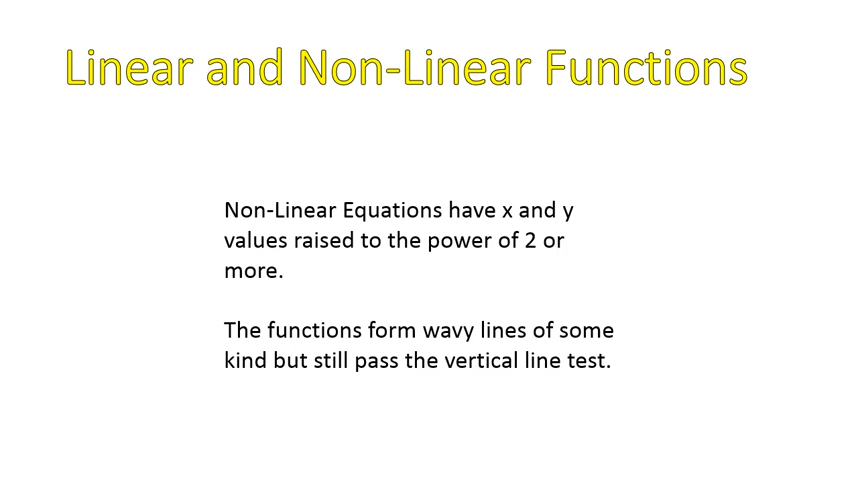 Linear and Non-Linear Functions
Non-Linear Equations have x and y
values raised to the power of 2 or
more.
The functions form wavy lines of some
kind but still pass the vertical line test.